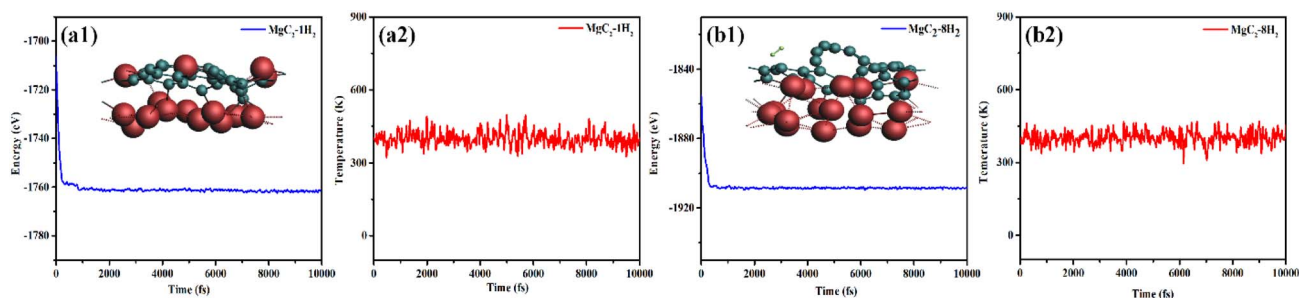 (a1)
MgC₂-1H₂
-1700
-1720
-1740
-1760
-1780
Energy (eV)
0 2000 4000 6000 8000 10000
Time (fs)
(a2)
MgC₂-1H₂
900
600
300
0
Temperature (K)
0 2000 4000 6000 8000 10000
Time (fs)
(b1)
MgC₂-8H₂
-1840
-1880
-1910
Energy (eV)
0 2000 4000 6000 8000 10000
Time (fs)
(b2)
MgC₂-8H₂
900
600
300
0
Temerature (K)
0 2000 4000 6000 8000 10000
Time (fs)